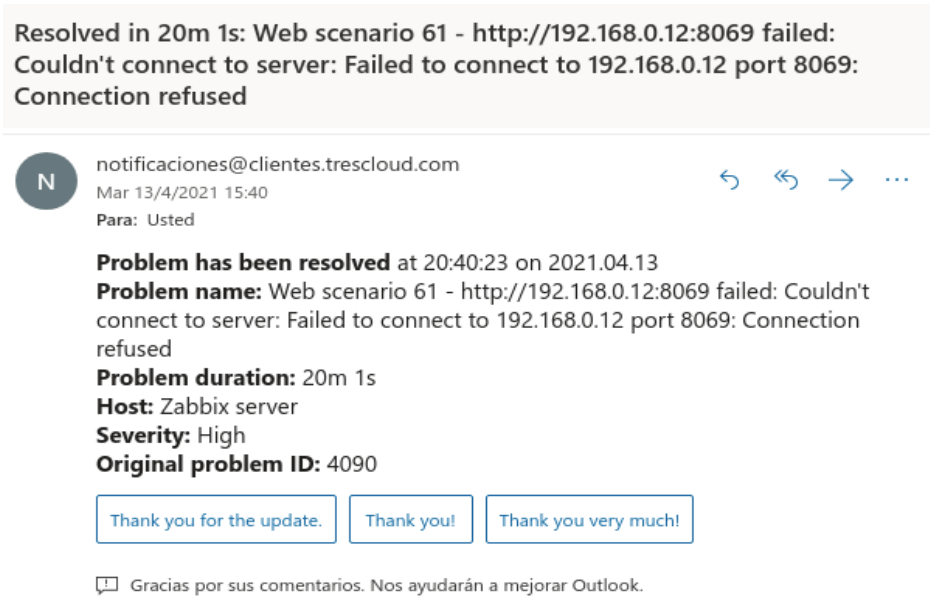 Resolved in 20m 1s: Web scenario 61 - http://192.168.0.12:8069 failed:
Couldn't connect to server: Failed to connect to 192.168.0.12 port 8069:
Connection refused
N
notificaciones@clientes.trescloud.com
Mar 13/4/2021 15:40
Para: Usted
Problem has been resolved at 20:40:23 on 2021.04.13
Problem name: Web scenario 61 - http://192.168.0.12:8069 failed: Couldn't
connect to server: Failed to connect to 192.168.0.12 port 8069: Connection
refused
Problem duration: 20m 1s
Host: Zabbix server
Severity: High
Original problem ID: 4090
Thank you for the update. Thank you! Thank you very much!
Gracias por sus comentarios. Nos ayudarán a mejorar Outlook.